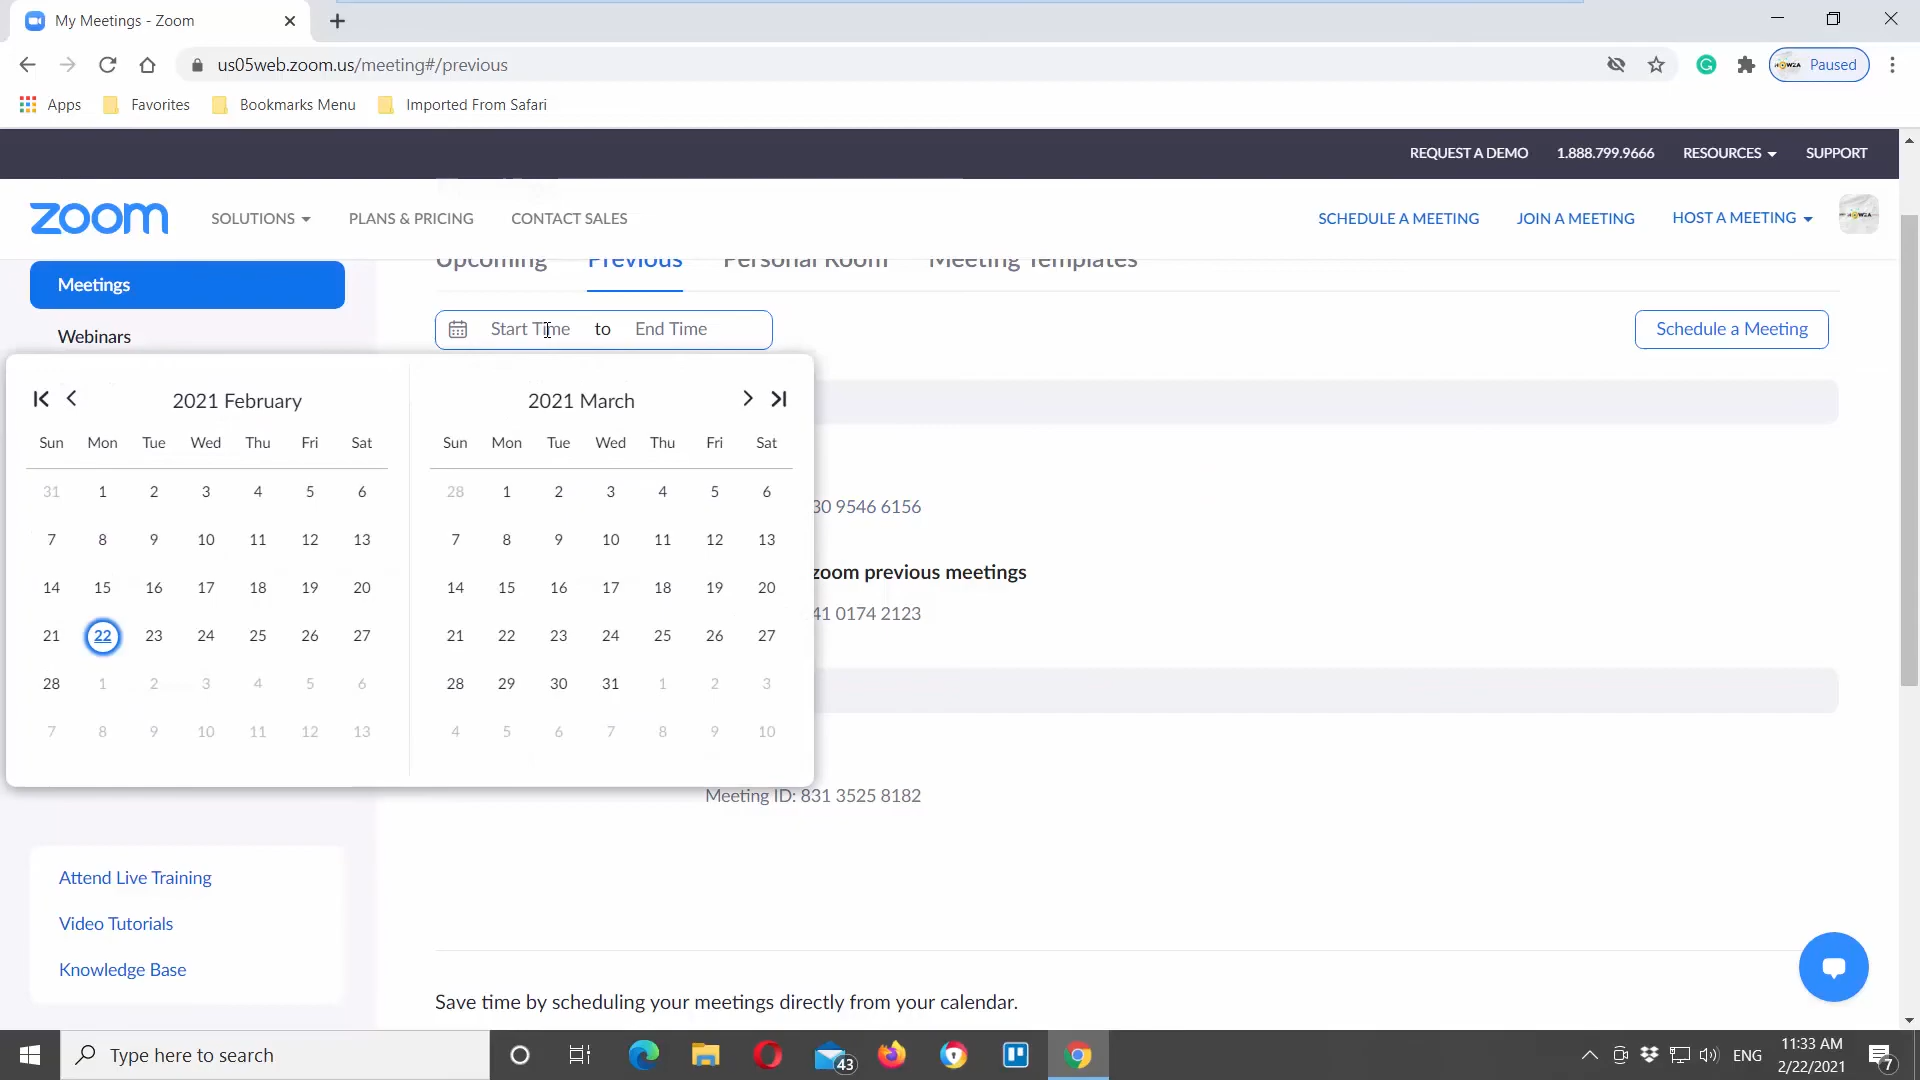 My Meetings - Zoom
us05web.zoom.us/meeting#/previous
Paused
Apps
Favorites
Bookmarks Menu
Imported From Safari
REQUEST A DEMO
1.888.799.9666
RESOURCES
SUPPORT
zoom
SOLUTIONS
PLANS & PRICING
CONTACT SALES
SCHEDULE A MEETING
JOIN A MEETING
HOST A MEETING
Meetings
Webinars
Upcoming
Previous
Personal Room
Meeting Templates
Start Time to End Time
Schedule a Meeting
2021 February
Sun Mon Tue Wed Thu Fri Sat
31 1 2 3 4 5 6
7 8 9 10 11 12 13
14 15 16 17 18 19 20
21 22 23 24 25 26 27
28 1 2 3 4 5 6
7 8 9 10 11 12 13
2021 March
Sun Mon Tue Wed Thu Fri Sat
28 1 2 3 4 5 6
7 8 9 10 11 12 13
14 15 16 17 18 19 20
21 22 23 24 25 26 27
28 29 30 31 1 2 3
4 5 6 7 8 9 10
30 9546 6156
zoom previous meetings
41 0174 2123
Meeting ID: 831 3525 8182
Attend Live Training
Video Tutorials
Knowledge Base
Save time by scheduling your meetings directly from your calendar.
Type here to search
43
ENG
11:33 AM
2/22/2021
7